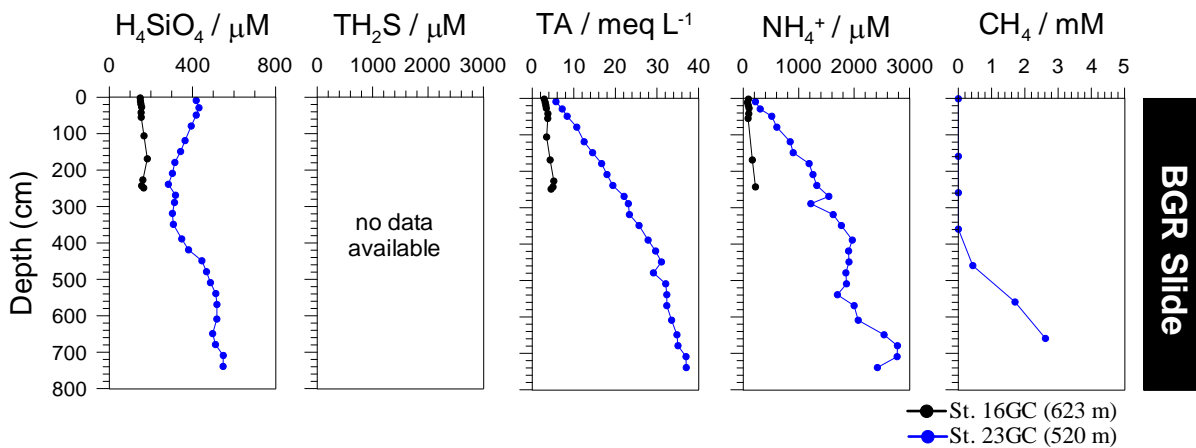 H₄SiO₄ / μM TH₂S / μM TA / meq L⁻¹ NH₄⁺ / μM CH₄ / mM
0 400 800 0 1000 2000 3000 0 10 20 30 40 0 1000 2000 3000 0 1 2 3 4 5
0
100
200
300
400
500
600
700
800
Depth (cm)
no data
available
BGR Slide
St. 16GC (623 m)
St. 23GC (520 m)